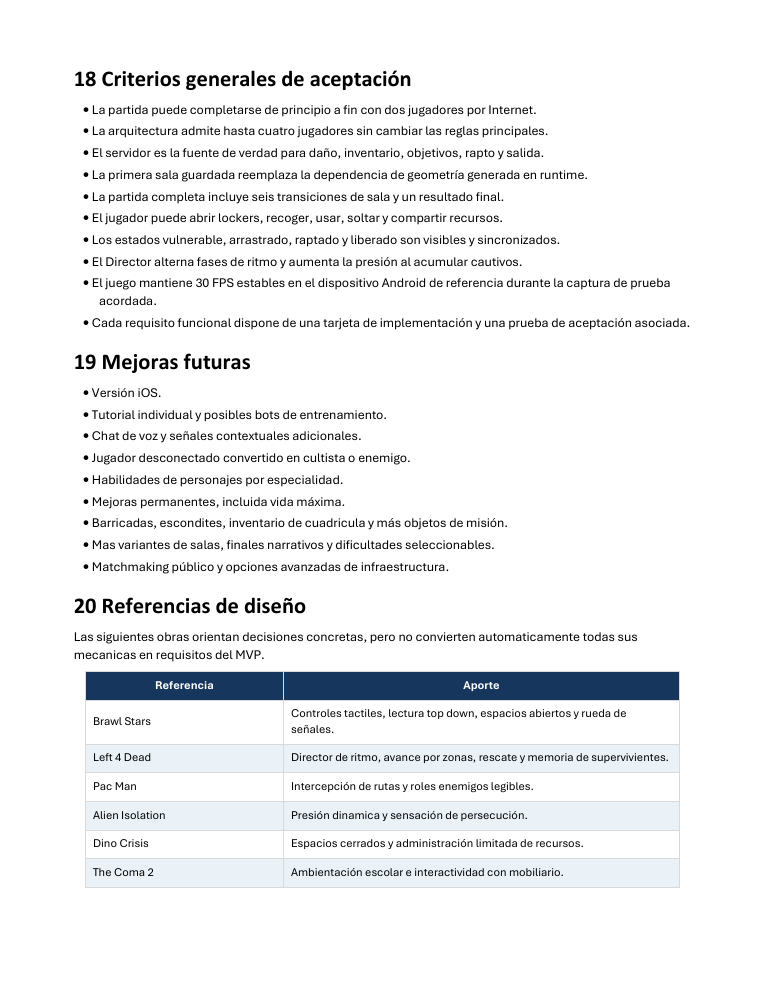 18 Criterios generales de aceptación
• La partida puede completarse de principio a fin con dos jugadores por Internet.
• La arquitectura admite hasta cuatro jugadores sin cambiar las reglas principales.
• El servidor es la fuente de verdad para daño, inventario, objetivos, rapto y salida.
• La primera sala guardada reemplaza la dependencia de geometría generada en runtime.
• La partida completa incluye seis transiciones de sala y un resultado final.
• El jugador puede abrir lockers, recoger, usar, soltar y compartir recursos.
• Los estados vulnerable, arrastrado, raptado y liberado son visibles y sincronizados.
• El Director alterna fases de ritmo y aumenta la presión al acumular cautivos.
• El juego mantiene 30 FPS estables en el dispositivo Android de referencia durante la captura de prueba
acordada.
• Cada requisito funcional dispone de una tarjeta de implementación y una prueba de aceptación asociada.
19 Mejoras futuras
• Versión iOS.
• Tutorial individual y posibles bots de entrenamiento.
• Chat de voz y señales contextuales adicionales.
• Jugador desconectado convertido en cultista o enemigo.
• Habilidades de personajes por especialidad.
• Mejoras permanentes, incluida vida máxima.
• Barricadas, escondites, inventario de cuadricula y más objetos de misión.
• Mas variantes de salas, finales narrativos y dificultades seleccionables.
• Matchmaking público y opciones avanzadas de infraestructura.
20 Referencias de diseño
Las siguientes obras orientan decisiones concretas, pero no convierten automaticamente todas sus
mecanicas en requisitos del MVP.
Referencia Aporte
Brawl Stars Controles tactiles, lectura top down, espacios abiertos y rueda de
señales.
Left 4 Dead Director de ritmo, avance por zonas, rescate y memoria de supervivientes.
Pac Man Intercepción de rutas y roles enemigos legibles.
Alien Isolation Presión dinamica y sensación de persecución.
Dino Crisis Espacios cerrados y administración limitada de recursos.
The Coma 2 Ambientación escolar e interactividad con mobiliario.